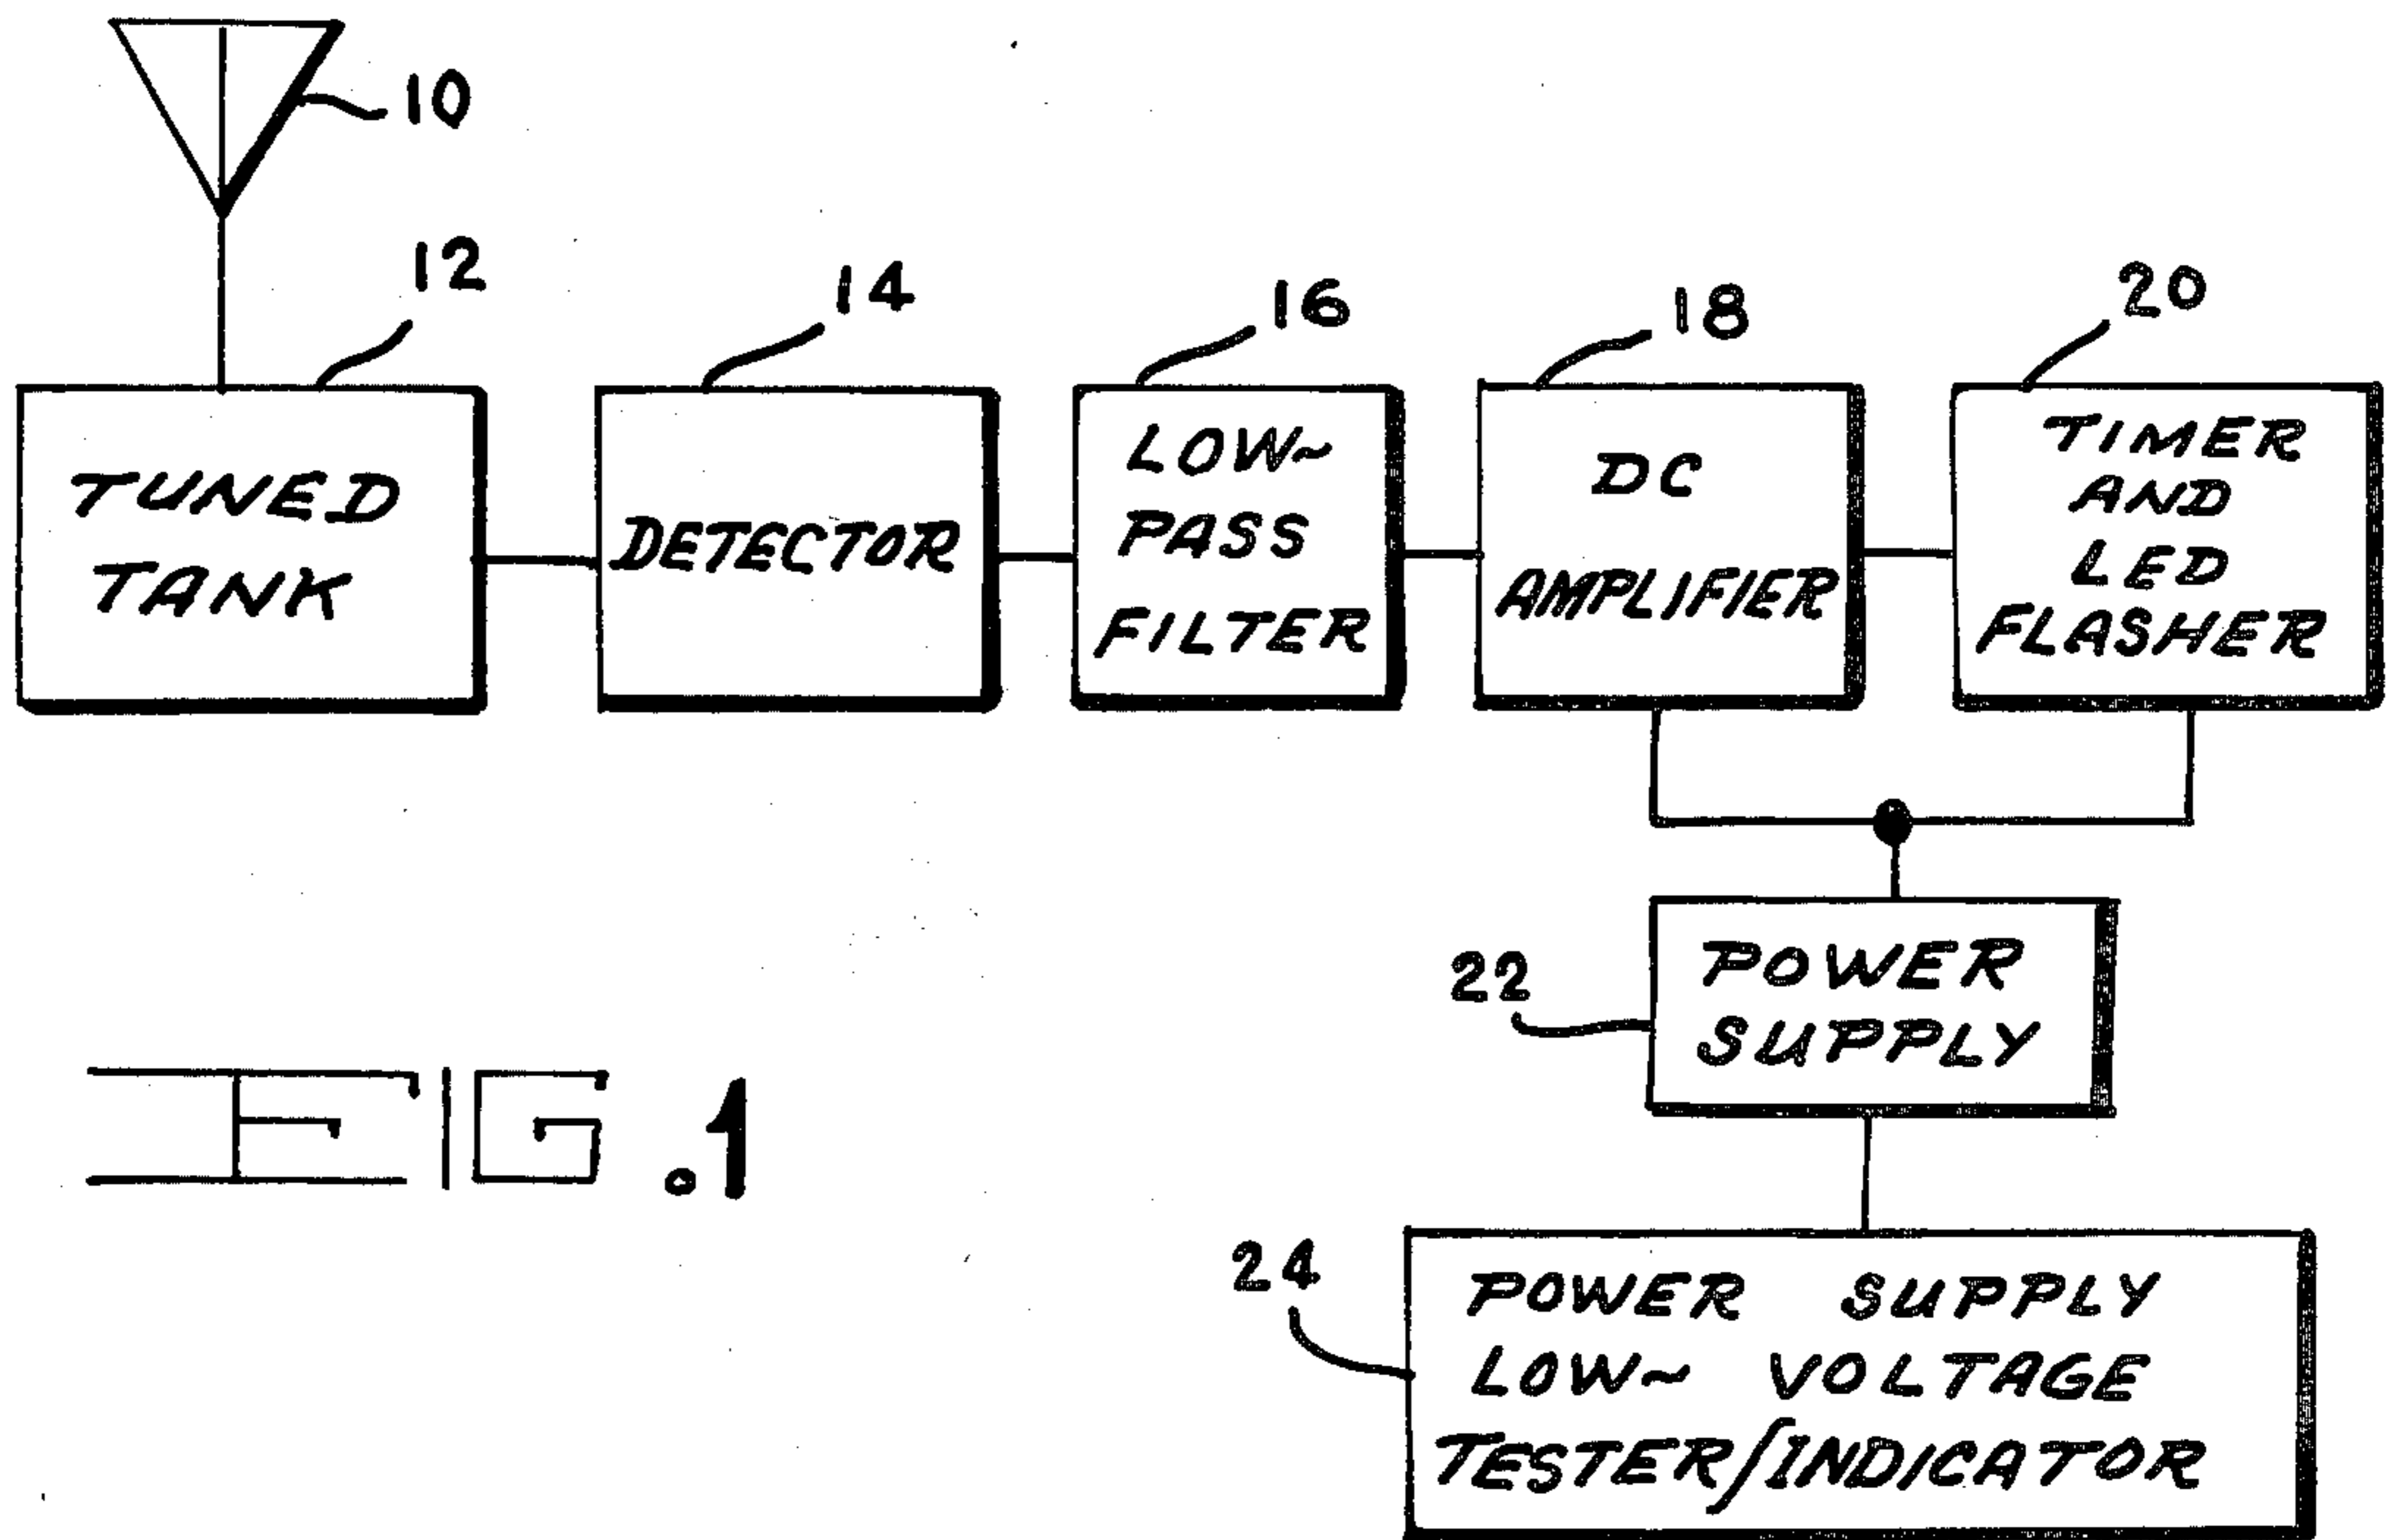 10
12
14
16
18
20
TUNED
TANK
DETECTOR
LOW~
PASS
FILTER
DC
AMPLIFIER
TIMER
AND
LED
FLASHER
22
POWER
SUPPLY
FIG.1
24
POWER SUPPLY
LOW~ VOLTAGE
TESTER/INDICATOR